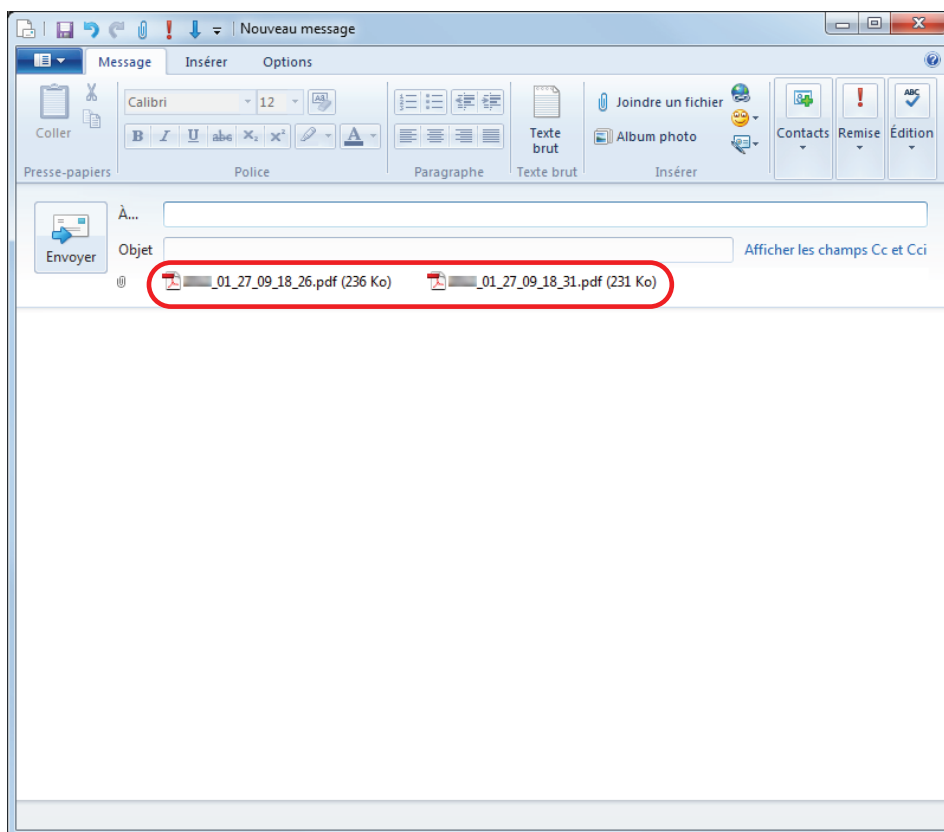 Nouveau message
Message Insérer Options
Calibri 12
Coller
Joindre un fichier
Album photo
Texte brut
Contacts Remise Édition
Presse-papiers Police Paragraphe Texte brut Insérer
À...
Envoyer
Objet
Afficher les champs Cc et Cci
_01_27_09_18_26.pdf (236 Ko) _01_27_09_18_31.pdf (231 Ko)